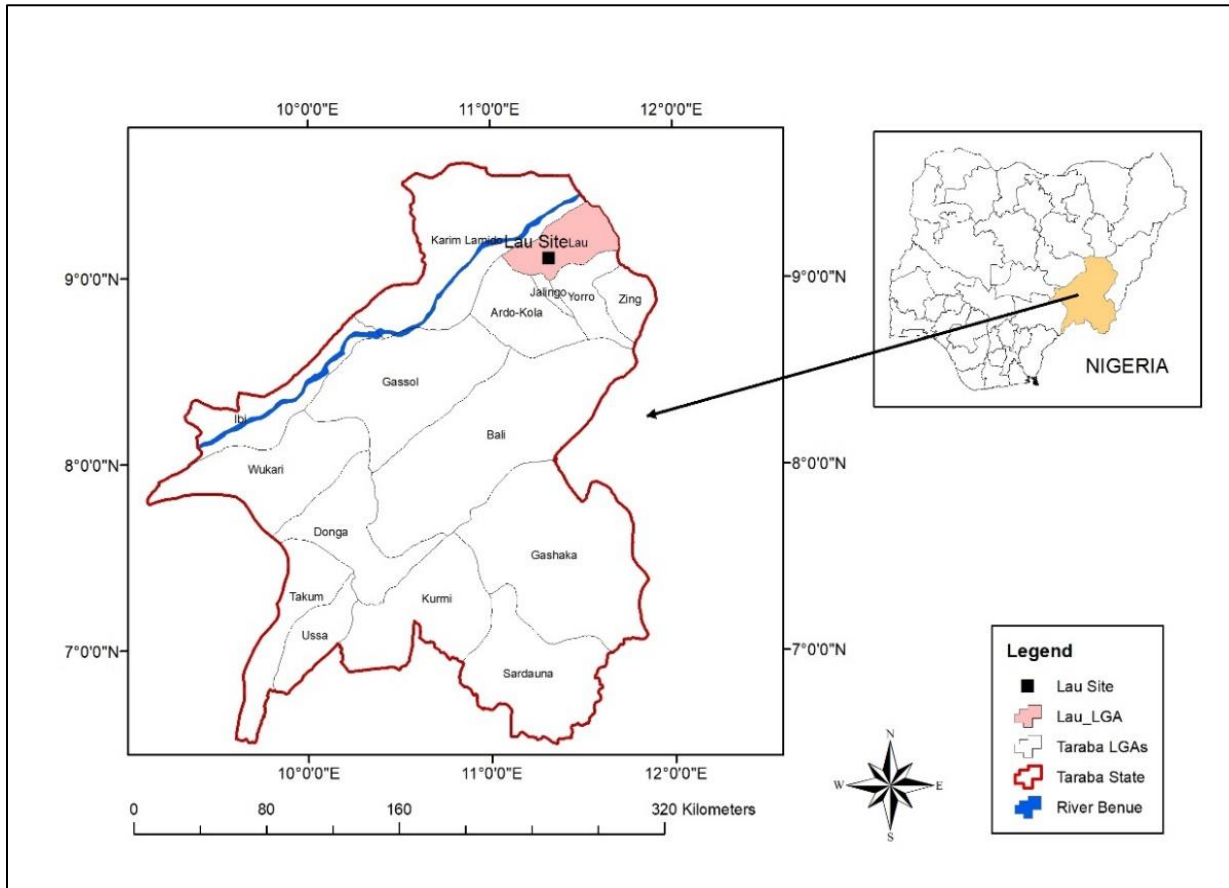 10°0'0"E 11°0'0"E 12°0'0"E
Karim Lamido
Lau Site
Lau
9°0'0"N
9°0'0"N
Jalingo
Yorro
Zing
Ardo-Kola
Gassol
Ibi
Bali
8°0'0"N
8°0'0"N
Wukari
Donga
Gashaka
Takum
Kurmi
Ussa
7°0'0"N
7°0'0"N
Sardauna
10°0'0"E 11°0'0"E 12°0'0"E
0 80 160 320 Kilometers
NIGERIA
N
W E
S
Legend
Lau Site
Lau_LGA
Taraba LGAs
Taraba State
River Benue